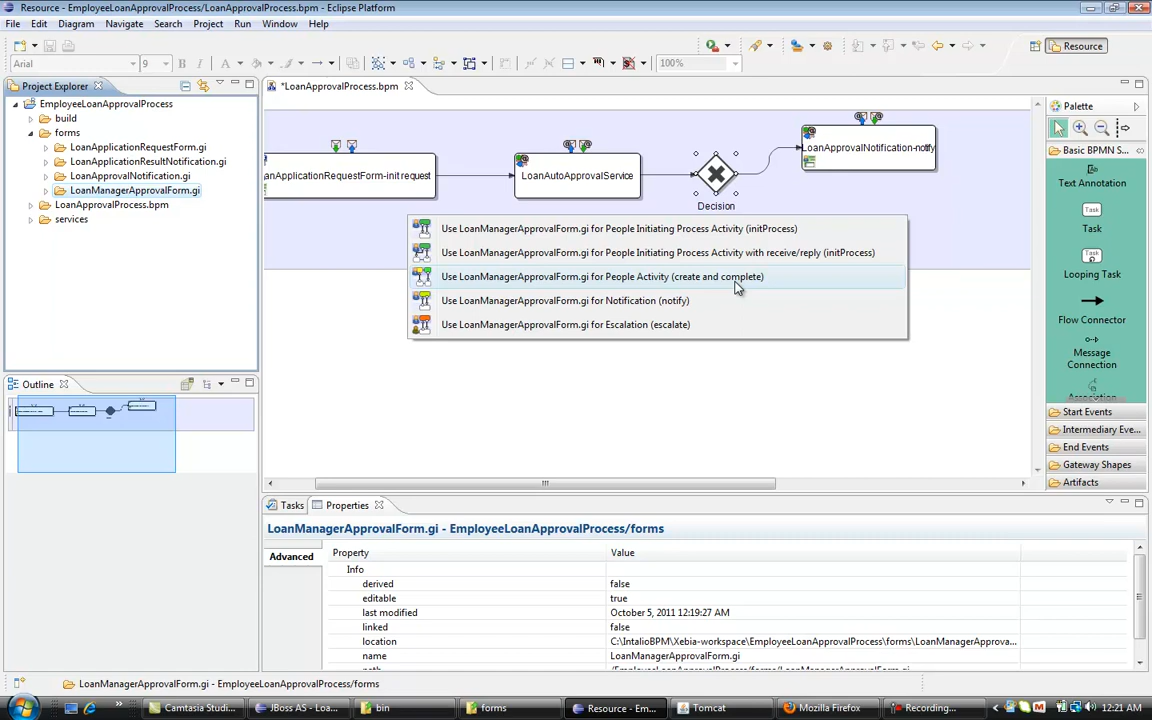 Resource - EmployeeLoanApprovalProcess/LoanApprovalProcess.bpm - Eclipse Platform
File Edit Diagram Navigate Search Project Run Window Help
Resource
Arial 9 B I A 100%
Project Explorer
*LoanApprovalProcess.bpm
EmployeeLoanApprovalProcess
build
forms
LoanApplicationRequestForm.gi
LoanApplicationResultNotification.gi
LoanApprovalNotification.gi
LoanManagerApprovalForm.gi
LoanApprovalProcess.bpm
services
anApplicationRequestForm-init request
LoanAutoApprovalService
Decision
LoanApprovalNotification-notify
Use LoanManagerApprovalForm.gi for People Initiating Process Activity (initProcess)
Use LoanManagerApprovalForm.gi for People Initiating Process Activity with receive/reply (initProcess)
Use LoanManagerApprovalForm.gi for People Activity (create and complete)
Use LoanManagerApprovalForm.gi for Notification (notify)
Use LoanManagerApprovalForm.gi for Escalation (escalate)
Palette
Basic BPMN S...
Text Annotation
Task
Task
Task
Looping Task
Flow Connector
Message
Connection
Start Events
Intermediary Eve...
End Events
Gateway Shapes
Artifacts
Outline
Tasks Properties
LoanManagerApprovalForm.gi - EmployeeLoanApprovalProcess/forms
Advanced
Property Value
Info
derived false
editable true
last modified October 5, 2011 12:19:27 AM
linked false
location C:\IntalioBPM\Xebia-workspace\EmployeeLoanApprovalProcess\forms\LoanManagerApprova...
name LoanManagerApprovalForm.gi
LoanManagerApprovalForm.gi - EmployeeLoanApprovalProcess/forms
Camtasia Studi... JBoss AS - Loa... bin forms Resource - Em... Tomcat Mozilla Firefox Recording... 12:21 AM